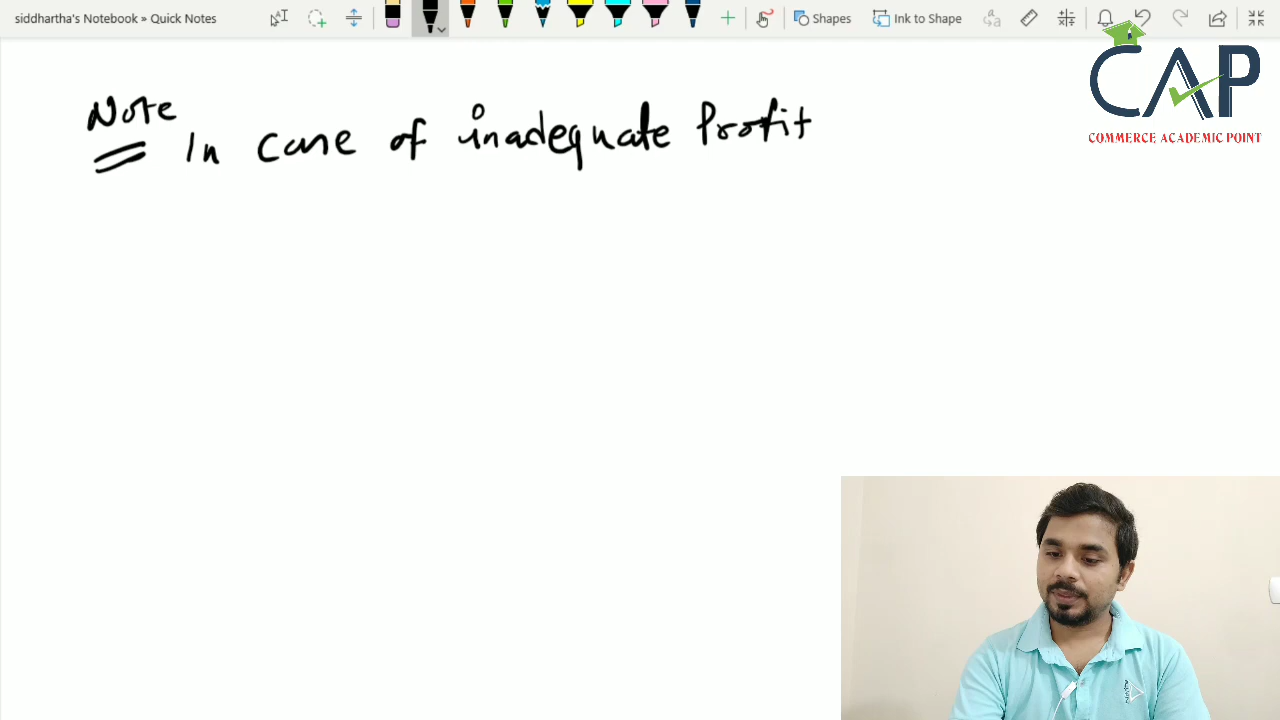 siddhartha's Notebook » Quick Notes
Shapes
Ink to Shape
CAP
COMMERCE ACADEMIC POINT
Note
In case of inadequate Profit